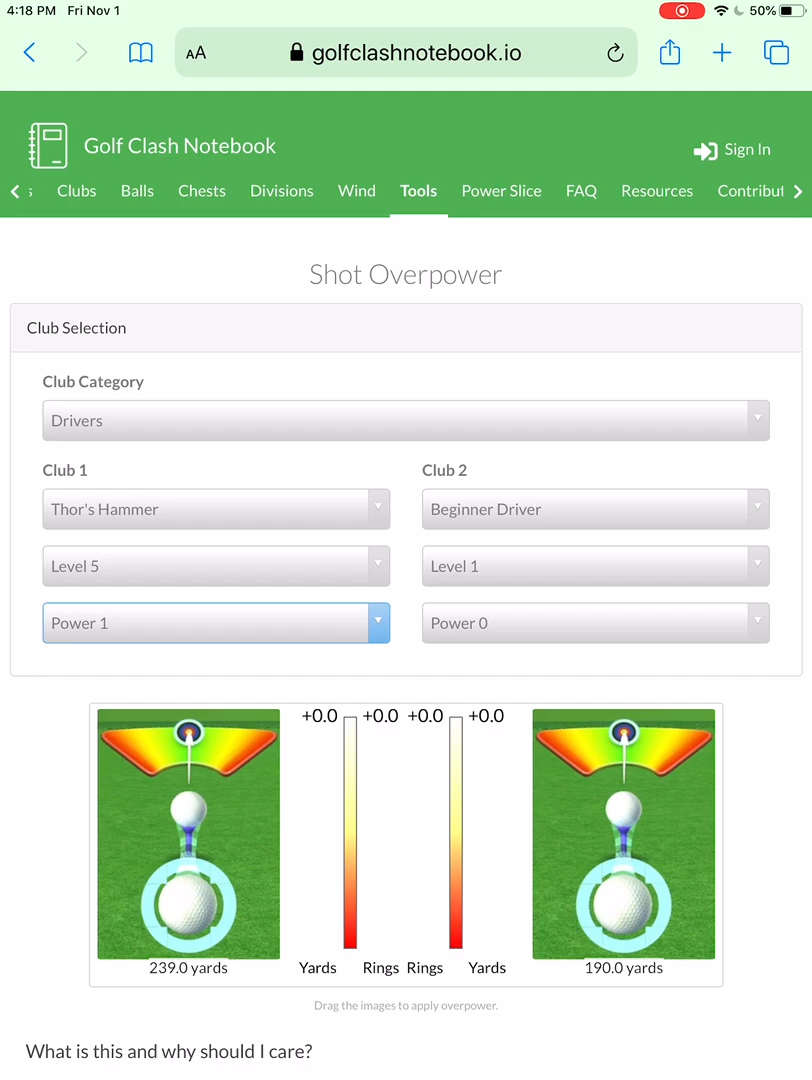 4:18 PM Fri Nov 1
50%
AA golfclashnotebook.io
Golf Clash Notebook
Sign In
s Clubs Balls Chests Divisions Wind Tools Power Slice FAQ Resources Contribut
Shot Overpower
Club Selection
Club Category
Drivers
Club 1 Club 2
Thor's Hammer Beginner Driver
Level 5 Level 1
Power 1 Power 0
+0.0 +0.0 +0.0 +0.0
239.0 yards Yards Rings Rings Yards 190.0 yards
Drag the images to apply overpower.
What is this and why should I care?